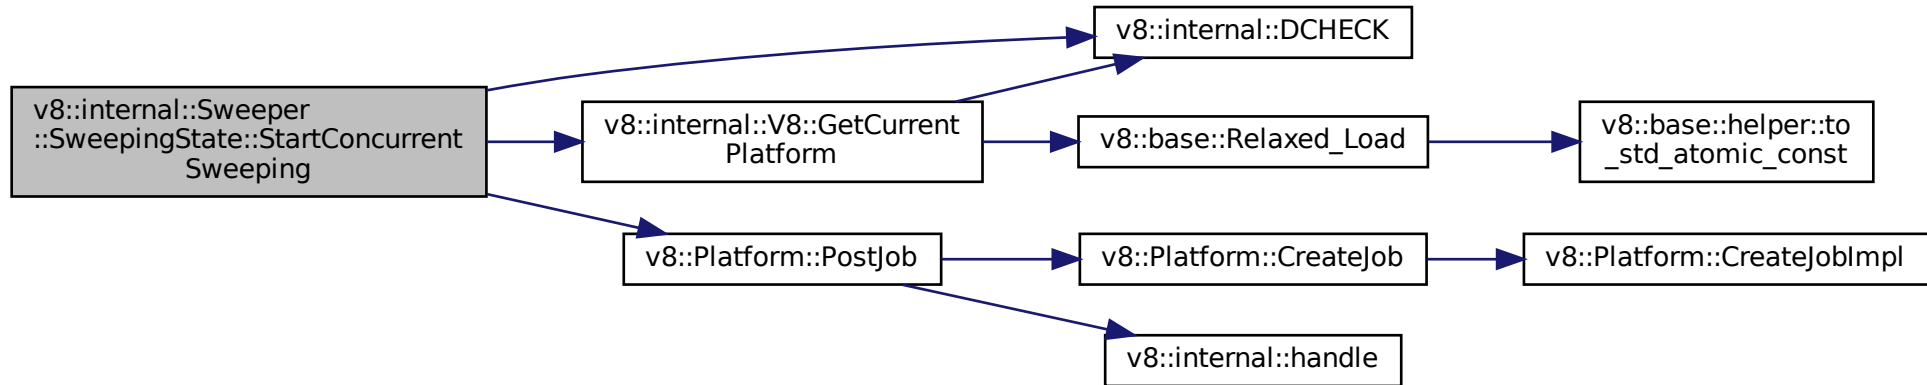 v8::internal::Sweeper
::SweepingState::StartConcurrent
Sweeping
v8::internal::DCHECK
v8::internal::V8::GetCurrent
Platform
v8::base::Relaxed_Load
v8::base::helper::to
_std_atomic_const
v8::Platform::PostJob
v8::Platform::CreateJob
v8::Platform::CreateJobImpl
v8::internal::handle